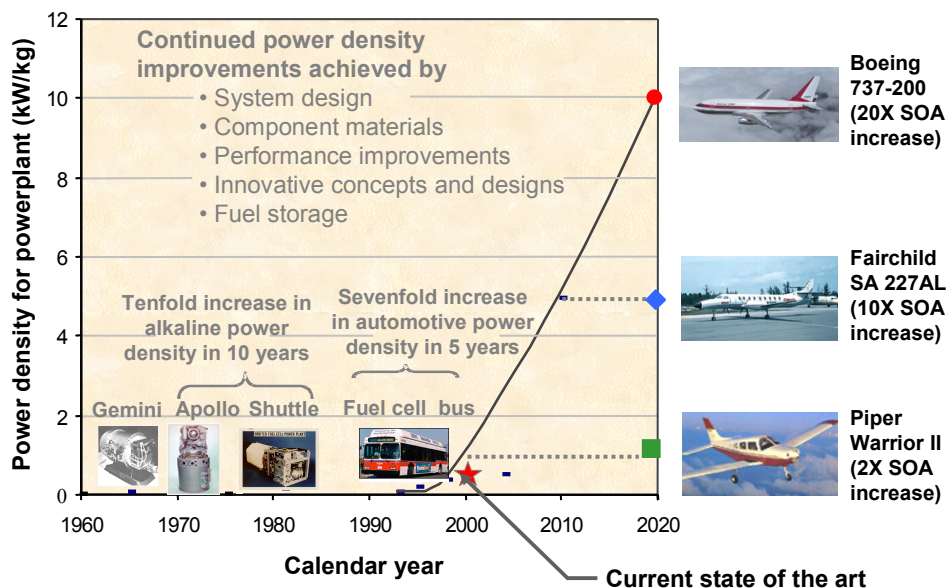 Power density for powerplant (kW/kg)
12
10
8
6
4
2
0
Continued power density
improvements achieved by
• System design
• Component materials
• Performance improvements
• Innovative concepts and designs
• Fuel storage
Tenfold increase in
alkaline power
density in 10 years
Sevenfold increase
in automotive power
density in 5 years
Gemini Apollo Shuttle
Fuel cell bus
1960 1970 1980 1990 2000 2010 2020
Calendar year
Current state of the art
Boeing
737-200
(20X SOA
increase)
Fairchild
SA 227AL
(10X SOA
increase)
Piper
Warrior II
(2X SOA
increase)